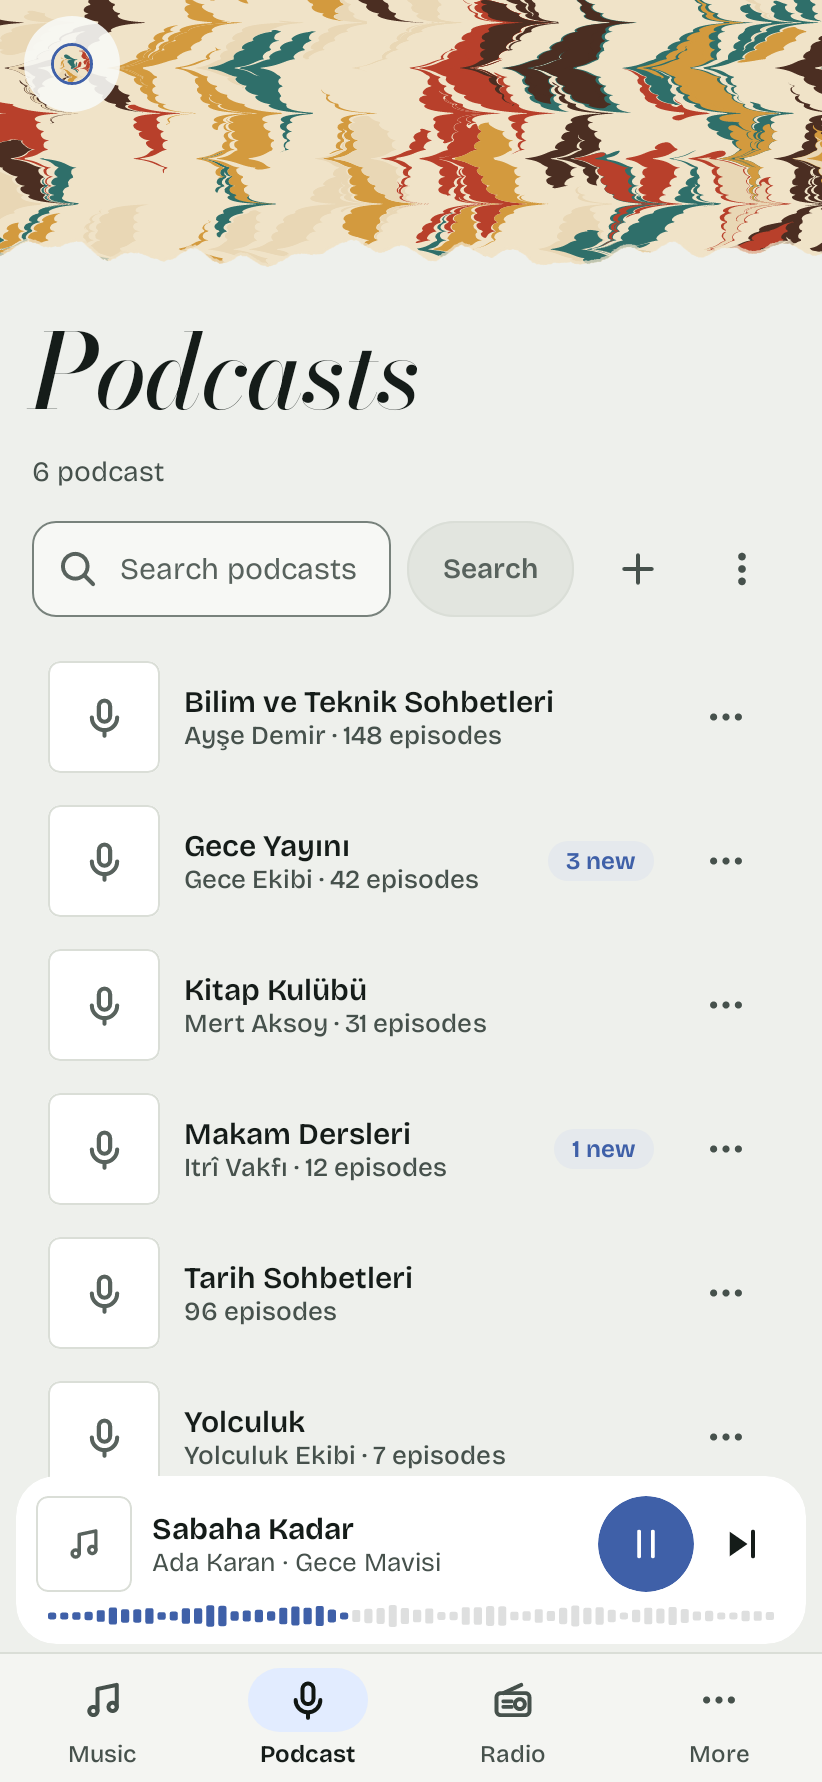 Podcasts
6 podcast
Search podcasts
Search
Bilim ve Teknik Sohbetleri
Ayşe Demir · 148 episodes
Gece Yayını
Gece Ekibi · 42 episodes
3 new
Kitap Kulübü
Mert Aksoy · 31 episodes
Makam Dersleri
Itrî Vakfı · 12 episodes
1 new
Tarih Sohbetleri
96 episodes
Yolculuk
Yolculuk Ekibi · 7 episodes
Sabaha Kadar
Ada Karan · Gece Mavisi
Music
Podcast
Radio
More